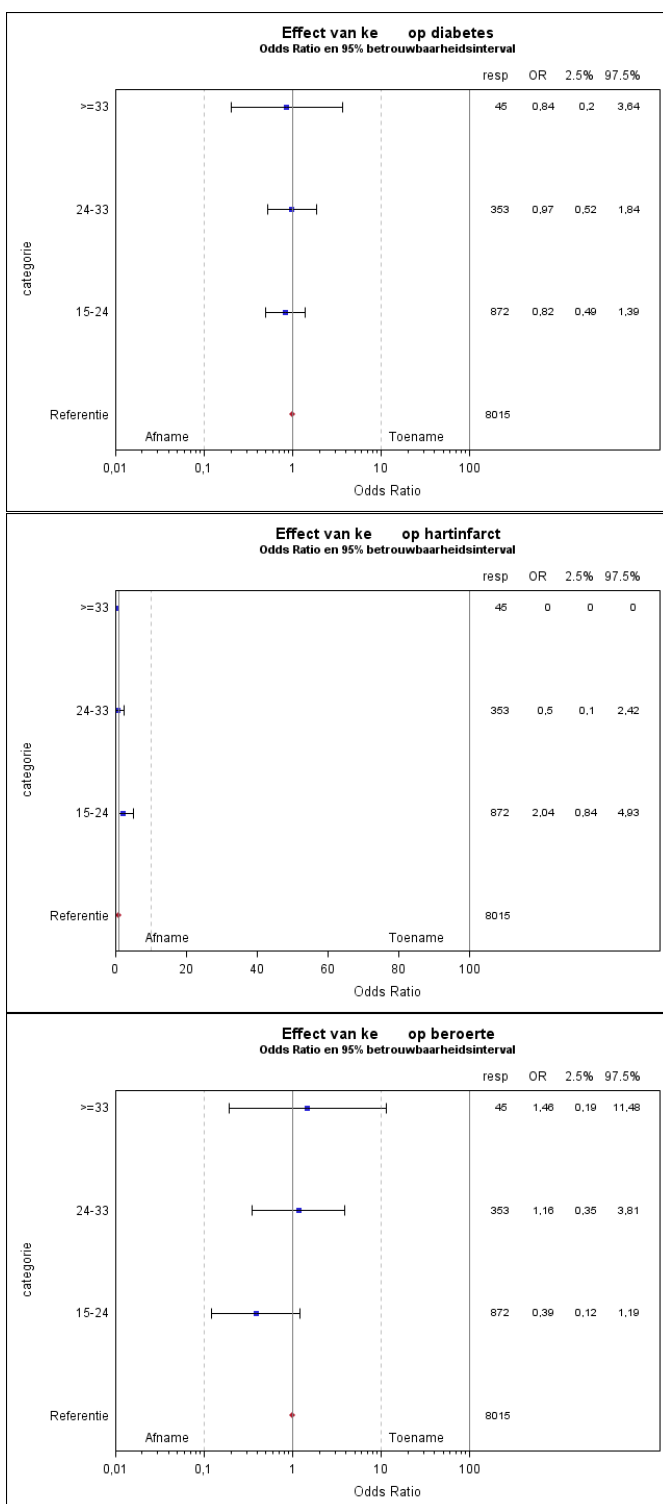 Effect van ke op diabetes
Odds Ratio en 95% betrouwbaarheidsinterval
resp OR 2.5% 97.5%
>=33 45 0,84 0,2 3,64
24-33 353 0,97 0,52 1,84
categorie
15-24 872 0,82 0,49 1,39
Referentie 8015
Afname Toename
0,01 0,1 1 10 100
Odds Ratio
Effect van ke op hartinfarct
Odds Ratio en 95% betrouwbaarheidsinterval
resp OR 2.5% 97.5%
>=33 45 0 0 0
24-33 353 0,5 0,1 2,42
categorie
15-24 872 2,04 0,84 4,93
Referentie 8015
Afname Toename
0 20 40 60 80 100
Odds Ratio
Effect van ke op beroerte
Odds Ratio en 95% betrouwbaarheidsinterval
resp OR 2.5% 97.5%
>=33 45 1,46 0,19 11,48
24-33 353 1,16 0,35 3,81
categorie
15-24 872 0,39 0,12 1,19
Referentie 8015
Afname Toename
0,01 0,1 1 10 100
Odds Ratio